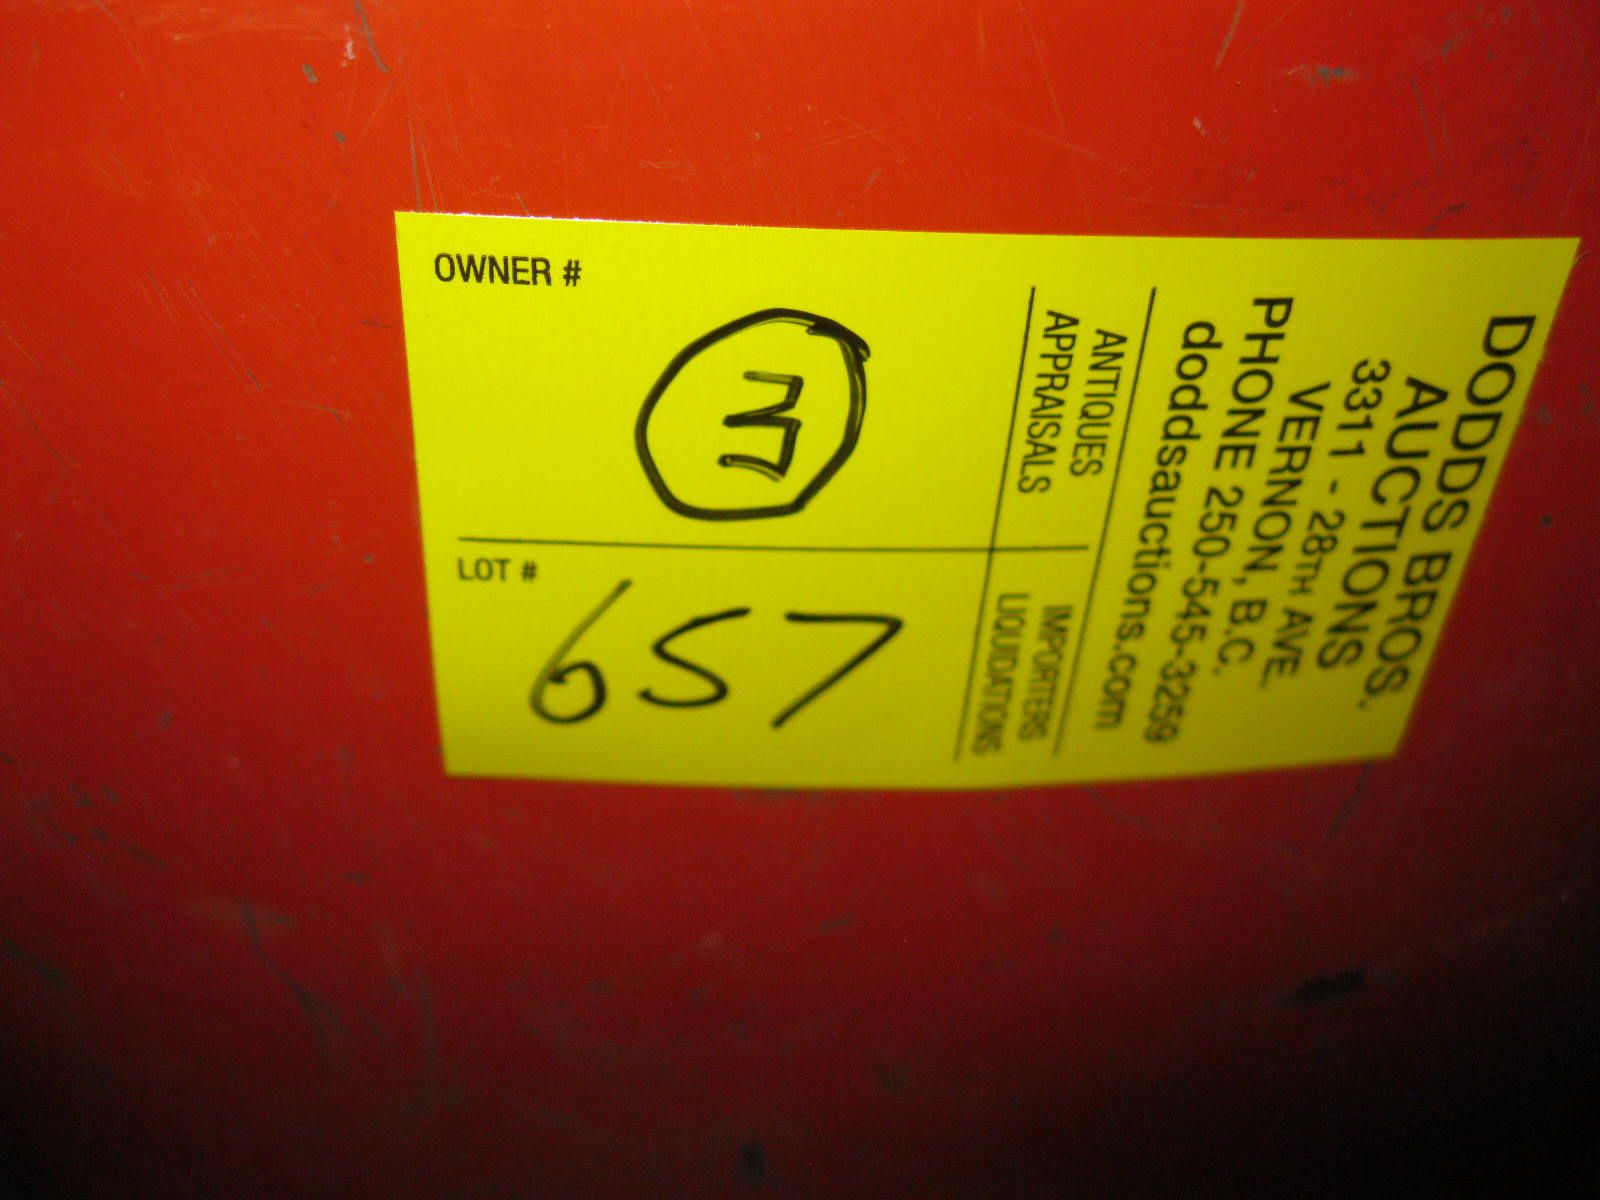 DODDS BROS.
AUCTIONS
3311 - 28TH AVE.
VERNON, B.C.
PHONE 250-545-3259
doddsauctions.com
ANTIQUES IMPORTERS
APPRAISALS LIQUIDATIONS
OWNER #
3
LOT #
657